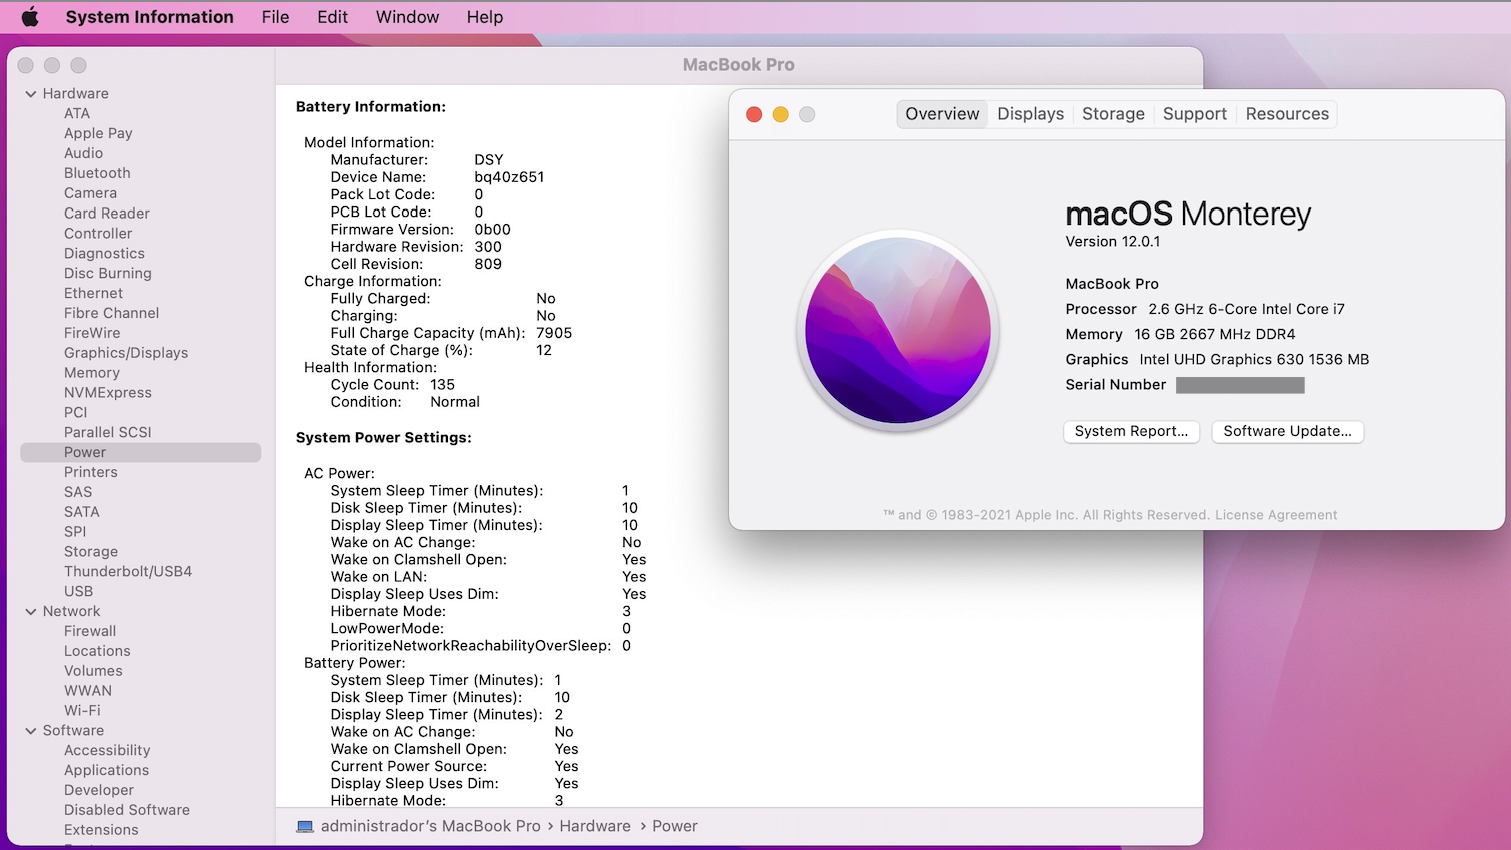 System Information File Edit Window Help
MacBook Pro
Hardware
ATA
Apple Pay
Audio
Bluetooth
Camera
Card Reader
Controller
Diagnostics
Disc Burning
Ethernet
Fibre Channel
FireWire
Graphics/Displays
Memory
NVMExpress
PCI
Parallel SCSI
Power
Printers
SAS
SATA
SPI
Storage
Thunderbolt/USB4
USB
Network
Firewall
Locations
Volumes
WWAN
Wi-Fi
Software
Accessibility
Applications
Developer
Disabled Software
Extensions
Battery Information:
Model Information:
Manufacturer: DSY
Device Name: bq40z651
Pack Lot Code: 0
PCB Lot Code: 0
Firmware Version: 0b00
Hardware Revision: 300
Cell Revision: 809
Charge Information:
Fully Charged: No
Charging: No
Full Charge Capacity (mAh): 7905
State of Charge (%): 12
Health Information:
Cycle Count: 135
Condition: Normal
System Power Settings:
AC Power:
System Sleep Timer (Minutes): 1
Disk Sleep Timer (Minutes): 10
Display Sleep Timer (Minutes): 10
Wake on AC Change: No
Wake on Clamshell Open: Yes
Wake on LAN: Yes
Display Sleep Uses Dim: Yes
Hibernate Mode: 3
LowPowerMode: 0
PrioritizeNetworkReachabilityOverSleep: 0
Battery Power:
System Sleep Timer (Minutes): 1
Disk Sleep Timer (Minutes): 10
Display Sleep Timer (Minutes): 2
Wake on AC Change: No
Wake on Clamshell Open: Yes
Current Power Source: Yes
Display Sleep Uses Dim: Yes
Hibernate Mode: 3
administrador's MacBook Pro › Hardware › Power
Overview Displays Storage Support Resources
macOS Monterey
Version 12.0.1
MacBook Pro
Processor 2.6 GHz 6-Core Intel Core i7
Memory 16 GB 2667 MHz DDR4
Graphics Intel UHD Graphics 630 1536 MB
Serial Number
System Report... Software Update...
™ and © 1983-2021 Apple Inc. All Rights Reserved. License Agreement